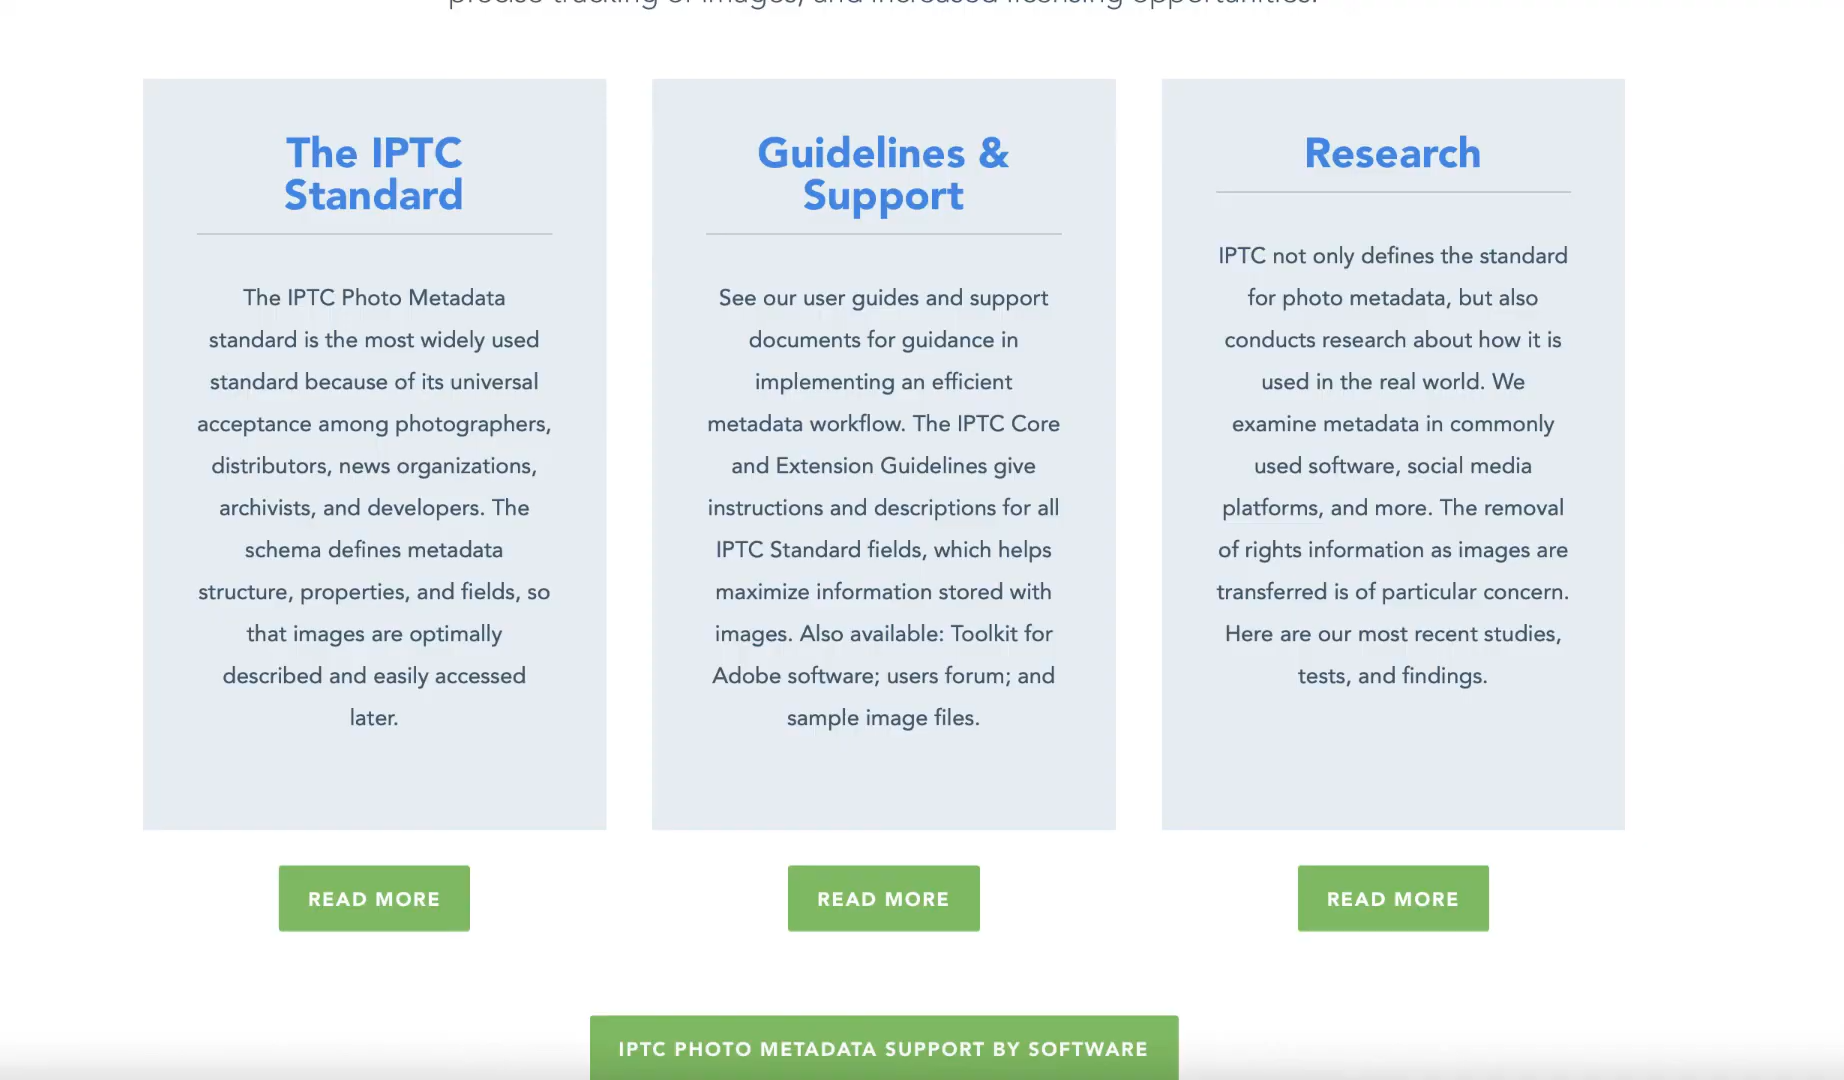 precise tracking of images, and increased licensing opportunities.
The IPTC
Standard
The IPTC Photo Metadata
standard is the most widely used
standard because of its universal
acceptance among photographers,
distributors, news organizations,
archivists, and developers. The
schema defines metadata
structure, properties, and fields, so
that images are optimally
described and easily accessed
later.
READ MORE
Guidelines &
Support
See our user guides and support
documents for guidance in
implementing an efficient
metadata workflow. The IPTC Core
and Extension Guidelines give
instructions and descriptions for all
IPTC Standard fields, which helps
maximize information stored with
images. Also available: Toolkit for
Adobe software; users forum; and
sample image files.
READ MORE
Research
IPTC not only defines the standard
for photo metadata, but also
conducts research about how it is
used in the real world. We
examine metadata in commonly
used software, social media
platforms, and more. The removal
of rights information as images are
transferred is of particular concern.
Here are our most recent studies,
tests, and findings.
READ MORE
IPTC PHOTO METADATA SUPPORT BY SOFTWARE